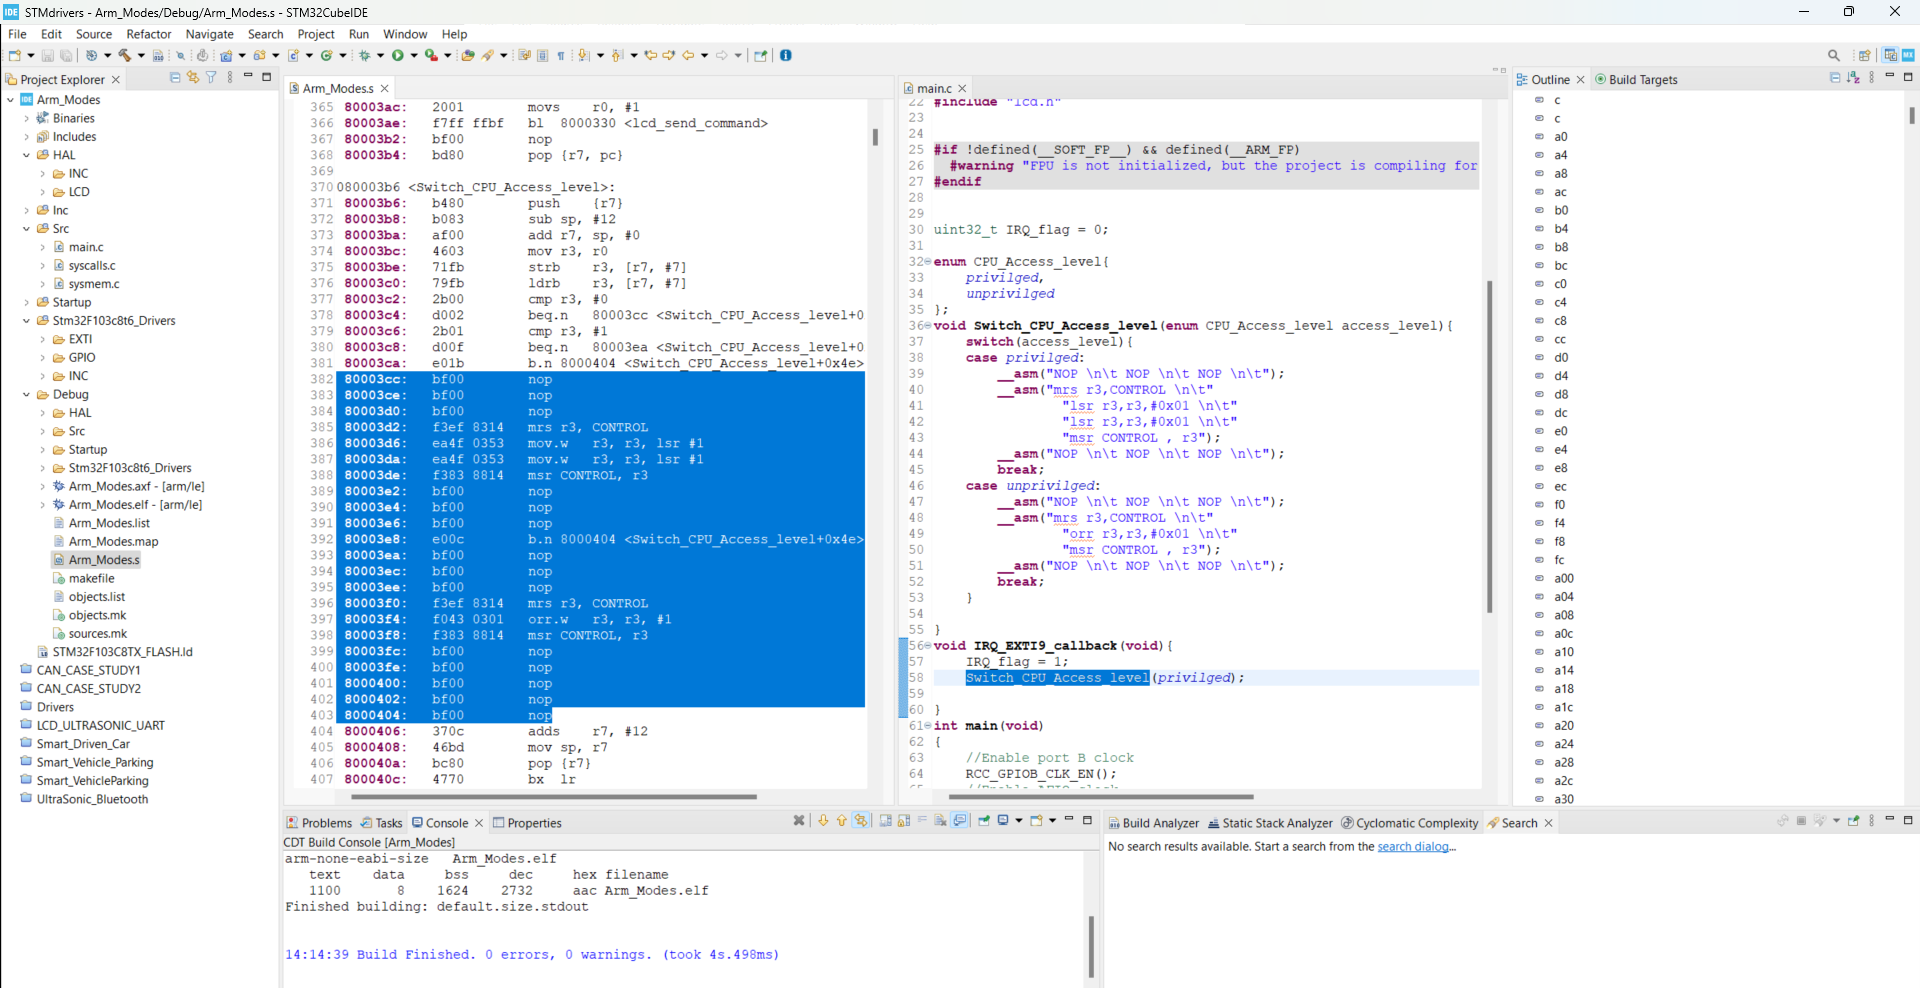 STMdrivers - Arm_Modes/Debug/Arm_Modes.s - STM32CubeIDE
File Edit Source Refactor Navigate Search Project Run Window Help
Project Explorer
Arm_Modes
Binaries
Includes
HAL
INC
LCD
Inc
Src
main.c
syscalls.c
sysmem.c
Startup
Stm32F103c8t6_Drivers
EXTI
GPIO
INC
Debug
HAL
Src
Startup
Stm32F103c8t6_Drivers
Arm_Modes.axf - [arm/le]
Arm_Modes.elf - [arm/le]
Arm_Modes.list
Arm_Modes.map
Arm_Modes.s
makefile
objects.list
objects.mk
sources.mk
STM32F103C8TX_FLASH.ld
CAN_CASE_STUDY1
CAN_CASE_STUDY2
Drivers
LCD_ULTRASONIC_UART
Smart_Driven_Car
Smart_Vehicle_Parking
Smart_VehicleParking
UltraSonic_Bluetooth
Arm_Modes.s
365 80003ac: 2001 movs r0, #1
366 80003ae: f7ff ffbf bl 8000330 <lcd_send_command>
367 80003b2: bf00 nop
368 80003b4: bd80 pop {r7, pc}
369
370 080003b6 <Switch_CPU_Access_level>:
371 80003b6: b480 push {r7}
372 80003b8: b083 sub sp, #12
373 80003ba: af00 add r7, sp, #0
374 80003bc: 4603 mov r3, r0
375 80003be: 71fb strb r3, [r7, #7]
376 80003c0: 79fb ldrb r3, [r7, #7]
377 80003c2: 2b00 cmp r3, #0
378 80003c4: d002 beq.n 80003cc <Switch_CPU_Access_level+0
379 80003c6: 2b01 cmp r3, #1
380 80003c8: d00f beq.n 80003ea <Switch_CPU_Access_level+0
381 80003ca: e01b b.n 8000404 <Switch_CPU_Access_level+0x4e>
382 80003cc: bf00 nop
383 80003ce: bf00 nop
384 80003d0: bf00 nop
385 80003d2: f3ef 8314 mrs r3, CONTROL
386 80003d6: ea4f 0353 mov.w r3, r3, lsr #1
387 80003da: ea4f 0353 mov.w r3, r3, lsr #1
388 80003de: f383 8814 msr CONTROL, r3
389 80003e2: bf00 nop
390 80003e4: bf00 nop
391 80003e6: bf00 nop
392 80003e8: e00c b.n 8000404 <Switch_CPU_Access_level+0x4e>
393 80003ea: bf00 nop
394 80003ec: bf00 nop
395 80003ee: bf00 nop
396 80003f0: f3ef 8314 mrs r3, CONTROL
397 80003f4: f043 0301 orr.w r3, r3, #1
398 80003f8: f383 8814 msr CONTROL, r3
399 80003fc: bf00 nop
400 80003fe: bf00 nop
401 8000400: bf00 nop
402 8000402: bf00 nop
403 8000404: bf00 nop
404 8000406: 370c adds r7, #12
405 8000408: 46bd mov sp, r7
406 800040a: bc80 pop {r7}
407 800040c: 4770 bx lr
main.c
22 #include "lcd.h"
23
24
25 #if !defined(__SOFT_FP__) && defined(__ARM_FP)
26 #warning "FPU is not initialized, but the project is compiling for
27 #endif
28
29
30 uint32_t IRQ_flag = 0;
31
32 enum CPU_Access_level{
33 privilged,
34 unprivilged
35 };
36 void Switch_CPU_Access_level(enum CPU_Access_level access_level){
37 switch(access_level){
38 case privilged:
39 __asm("NOP \n\t NOP \n\t NOP \n\t");
40 __asm("mrs r3,CONTROL \n\t"
41 "lsr r3,r3,#0x01 \n\t"
42 "lsr r3,r3,#0x01 \n\t"
43 "msr CONTROL , r3");
44 __asm("NOP \n\t NOP \n\t NOP \n\t");
45 break;
46 case unprivilged:
47 __asm("NOP \n\t NOP \n\t NOP \n\t");
48 __asm("mrs r3,CONTROL \n\t"
49 "orr r3,r3,#0x01 \n\t"
50 "msr CONTROL , r3");
51 __asm("NOP \n\t NOP \n\t NOP \n\t");
52 break;
53 }
54
55 }
56 void IRQ_EXTI9_callback(void){
57 IRQ_flag = 1;
58 Switch_CPU_Access_level(privilged);
59
60 }
61 int main(void)
62 {
63 //Enable port B clock
64 RCC_GPIOB_CLK_EN();
Outline Build Targets
c
c
a0
a4
a8
ac
b0
b4
b8
bc
c0
c4
c8
cc
d0
d4
d8
dc
e0
e4
e8
ec
f0
f4
f8
fc
a00
a04
a08
a0c
a10
a14
a18
a1c
a20
a24
a28
a2c
a30
Problems Tasks Console Properties
CDT Build Console [Arm_Modes]
arm-none-eabi-size Arm_Modes.elf
text data bss dec hex filename
1100 8 1624 2732 aac Arm_Modes.elf
Finished building: default.size.stdout
14:14:39 Build Finished. 0 errors, 0 warnings. (took 4s.498ms)
Build Analyzer Static Stack Analyzer Cyclomatic Complexity Search
No search results available. Start a search from the search dialog...